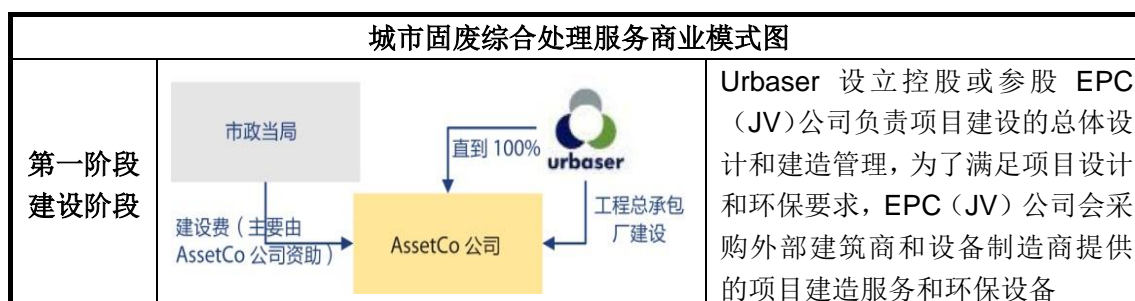 城市固废综合处理服务商业模式图
第一阶段
建设阶段
市政当局
直到 100%
urbaser
建设费（主要由
AssetCo 公司资助）
AssetCo 公司
工程总承包
厂建设
Urbaser 设立控股或参股 EPC
（JV）公司负责项目建设的总体设
计和建造管理，为了满足项目设计
和环保要求，EPC（JV）公司会采
购外部建筑商和设备制造商提供
的项目建造服务和环保设备